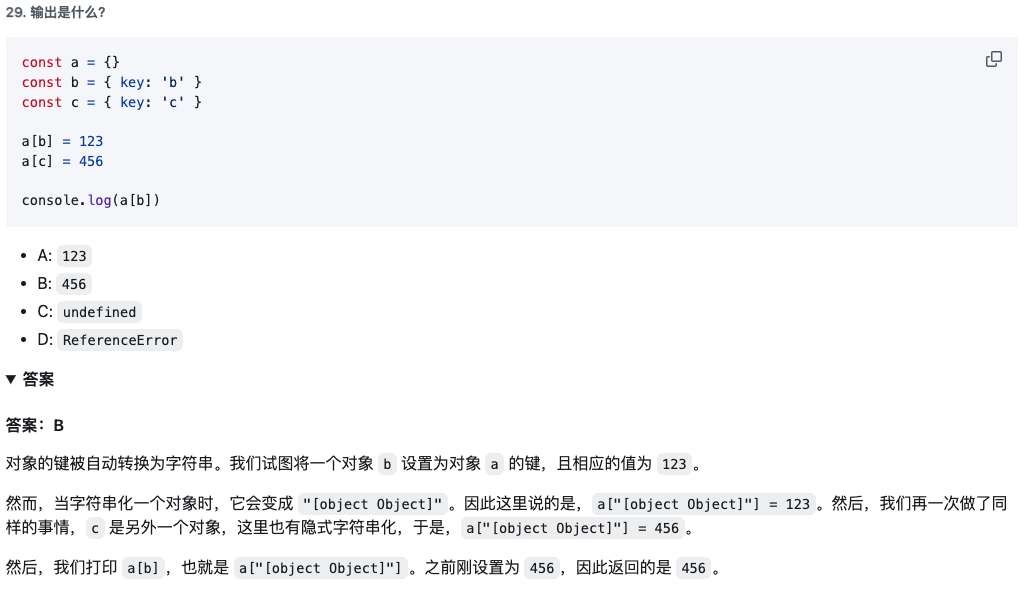 29. 输出是什么?
const a = {}
const b = { key: 'b' }
const c = { key: 'c' }
a[b] = 123
a[c] = 456
console.log(a[b])
A: 123
B: 456
C: undefined
D: ReferenceError
▼ 答案
答案：B
对象的键被自动转换为字符串。我们试图将一个对象 b 设置为对象 a 的键，且相应的值为 123 。
然而，当字符串化一个对象时，它会变成 "[object Object]" 。因此这里说的是， a["[object Object]"] = 123 。然后，我们再一次做了同
样的事情， c 是另外一个对象，这里也有隐式字符串化，于是， a["[object Object]"] = 456 。
然后，我们打印 a[b] ，也就是 a["[object Object]"] 。之前刚设置为 456 ，因此返回的是 456 。